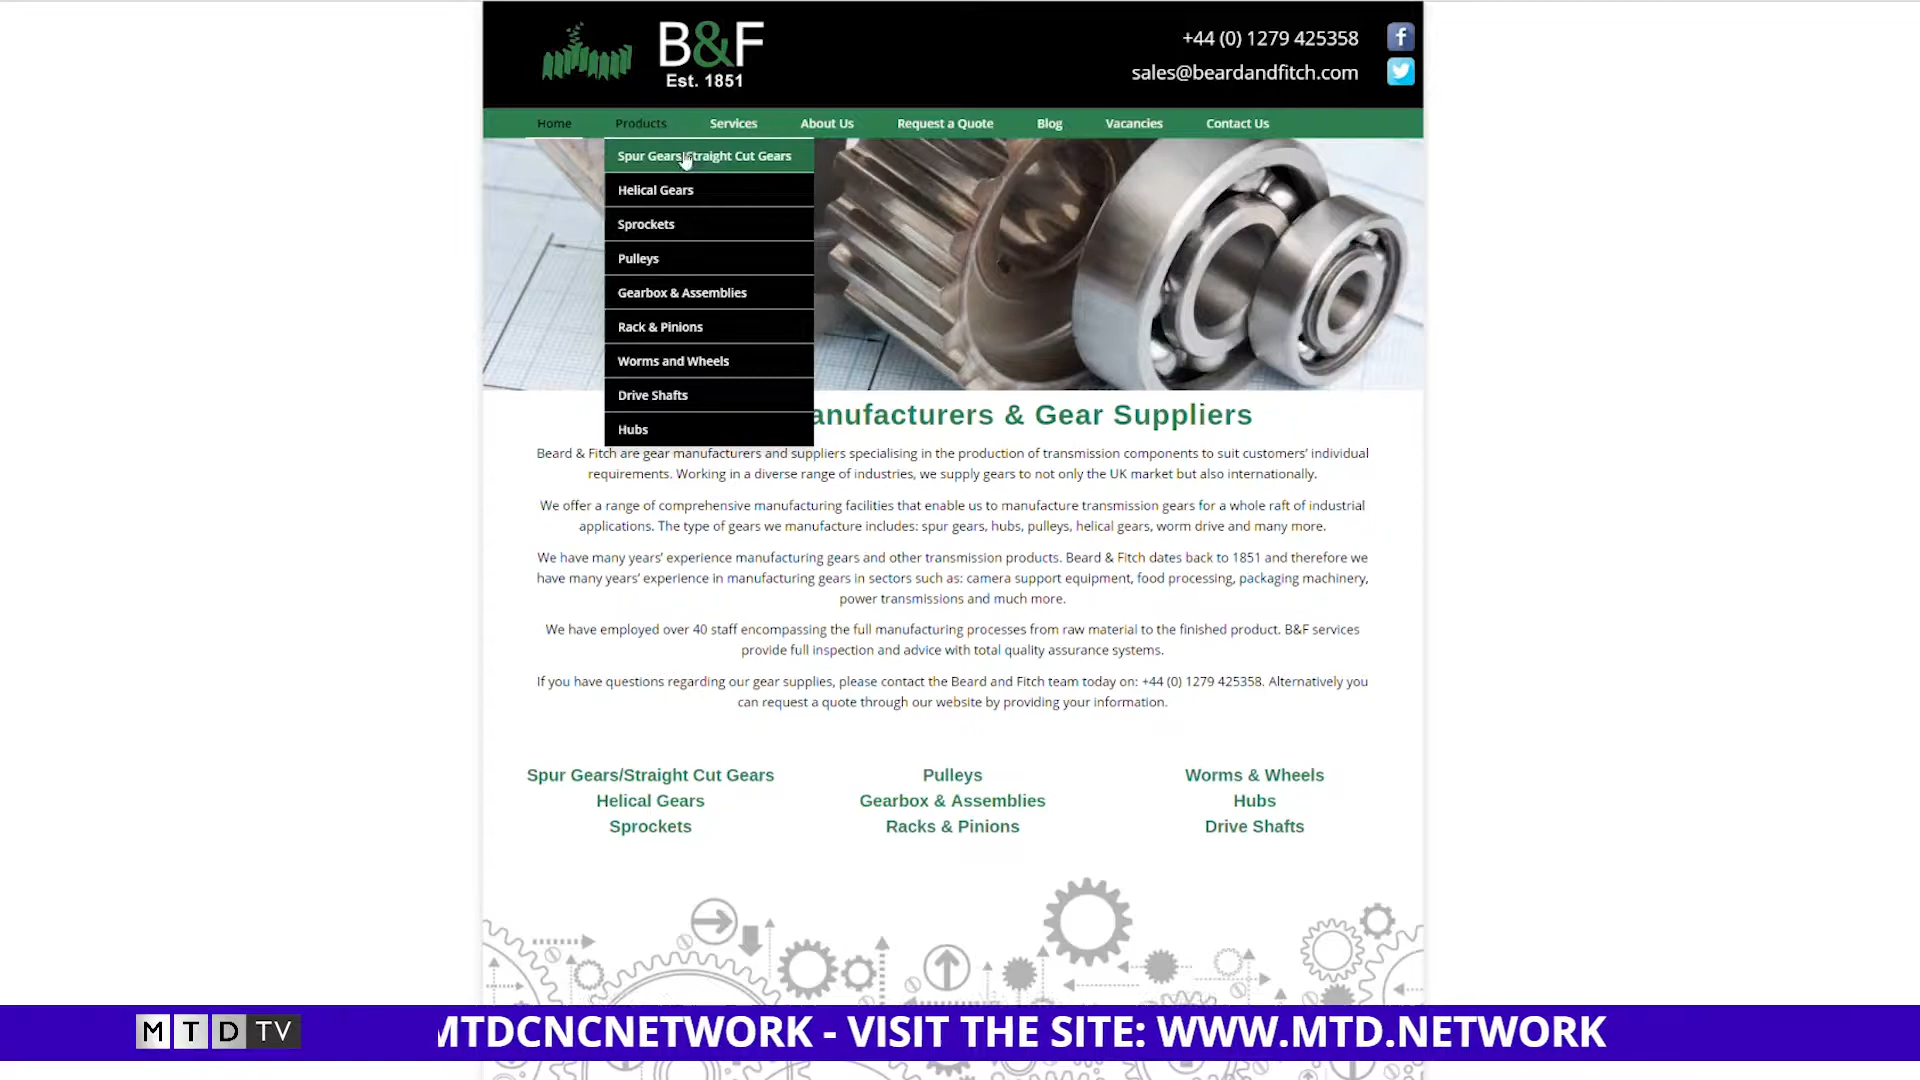 B&F
Est. 1851
+44 (0) 1279 425358
sales@beardandfitch.com
Home Products Services About Us Request a Quote Blog Vacancies Contact Us
Spur Gears/Straight Cut Gears
Helical Gears
Sprockets
Pulleys
Gearbox & Assemblies
Rack & Pinions
Worms and Wheels
Drive Shafts
Hubs
anufacturers & Gear Suppliers
Beard & Fitch are gear manufacturers and suppliers specialising in the production of transmission components to suit customers' individual
requirements. Working in a diverse range of industries, we supply gears to not only the UK market but also internationally.
We offer a range of comprehensive manufacturing facilities that enable us to manufacture transmission gears for a whole raft of industrial
applications. The type of gears we manufacture includes: spur gears, hubs, pulleys, helical gears, worm drive and many more.
We have many years' experience manufacturing gears and other transmission products. Beard & Fitch dates back to 1851 and therefore we
have many years' experience in manufacturing gears in sectors such as: camera support equipment, food processing, packaging machinery,
power transmissions and much more.
We have employed over 40 staff encompassing the full manufacturing processes from raw material to the finished product. B&F services
provide full inspection and advice with total quality assurance systems.
If you have questions regarding our gear supplies, please contact the Beard and Fitch team today on: +44 (0) 1279 425358. Alternatively you
can request a quote through our website by providing your information.
Spur Gears/Straight Cut Gears Pulleys Worms & Wheels
Helical Gears Gearbox & Assemblies Hubs
Sprockets Racks & Pinions Drive Shafts
MTD TV MTDCNCNETWORK - VISIT THE SITE: WWW.MTD.NETWORK